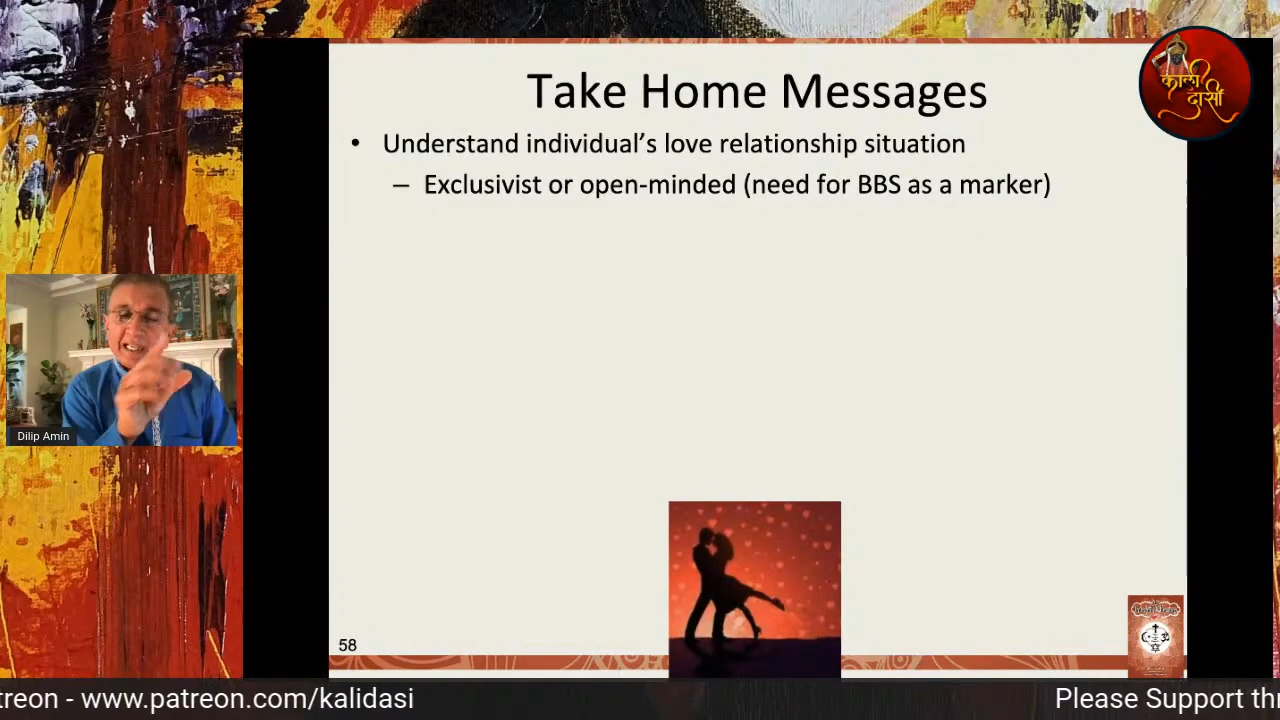 Take Home Messages
काली
दासी
• Understand individual's love relationship situation
– Exclusivist or open-minded (need for BBS as a marker)
Dilip Amin
58
treon - www.patreon.com/kalidasi
Please Support thr